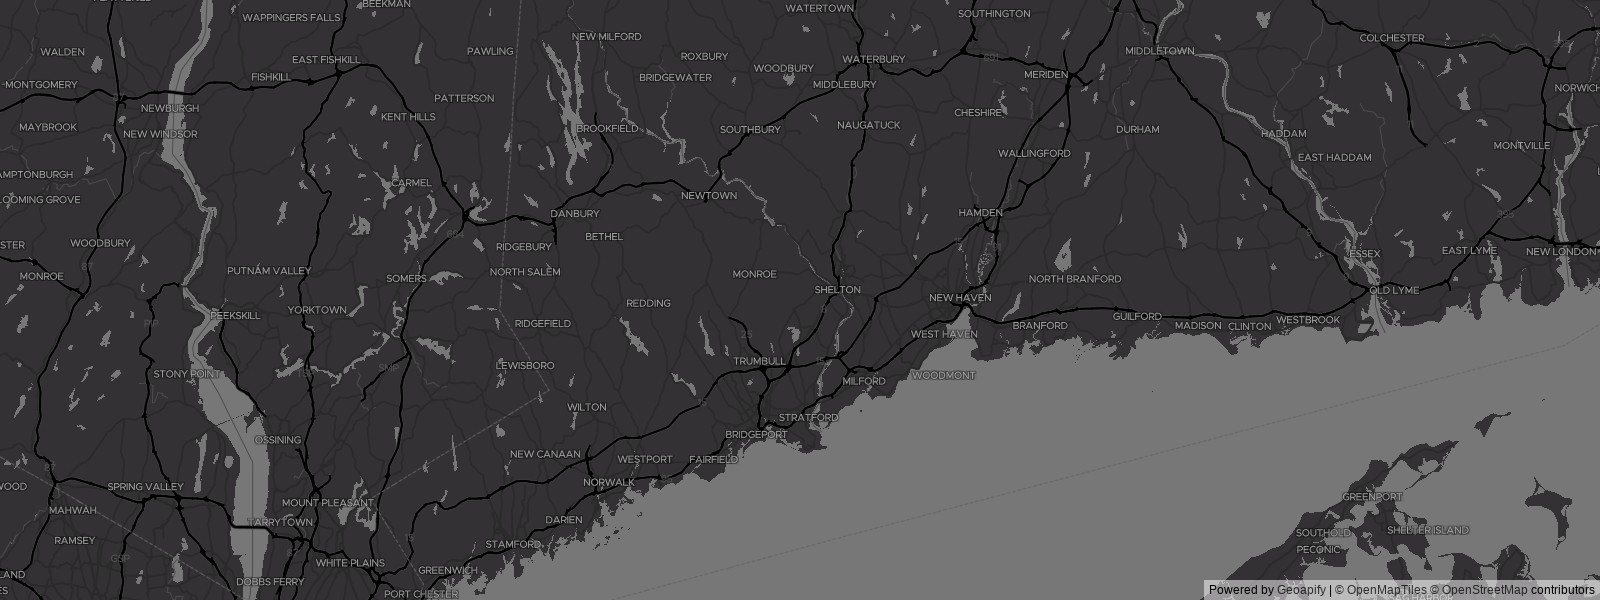 BEEKMAN
WATERTOWN
WAPPINGERS FALLS
SOUTHINGTON
NEW MILFORD
COLCHESTER
WALDEN
PAWLING
MIDDLETOWN
EAST FISHKILL
ROXBURY
WATERBURY
WOODBURY
FISHKILL
BRIDGEWATER
MERIDEN
MONTGOMERY
MIDDLEBURY
NORWICH
PATTERSON
NEWBURGH
KENT HILLS
CHESHIRE
MAYBROOK
NEW WINDSOR
BROOKFIELD
SOUTHBURY
NAUGATUCK
DURHAM
HADDAM
MONTVILLE
WALLINGFORD
EAST HADDAM
AMPTONBURGH
CARMEL
NEWTOWN
LOOMING GROVE
DANBURY
HAMDEN
BETHEL
STER
WOODBURY
RIDGEBURY
EAST LYME
NEW LONDON
ESSEX
PUTNAM VALLEY
NORTH SALEM
MONROE
MONROE
SOMERS
NORTH BRANFORD
SHELTON
OLD LYME
NEW HAVEN
REDDING
YORKTOWN
PEEKSKILL
RIDGEFIELD
GUILFORD
WESTBROOK
BRANFORD
MADISON
CLINTON
WEST HAVEN
TRUMBULL
LEWISBORO
STONY POINT
WOODMONT
MILFORD
WILTON
STRATFORD
BRIDGEPORT
OSSINING
NEW CANAAN
WESTPORT
FAIRFIELD
NORWALK
WOOD
SPRING VALLEY
GREENPORT
MOUNT PLEASANT
MAHWAH
DARIEN
TARRYTOWN
SHELTER ISLAND
SOUTHOLD
RAMSEY
STAMFORD
PECONIC
WHITE PLAINS
GREENWICH
LAND
DOBBS FERRY
PORT CHESTER
Powered by Geoapify | © OpenMapTiles © OpenStreetMap contributors